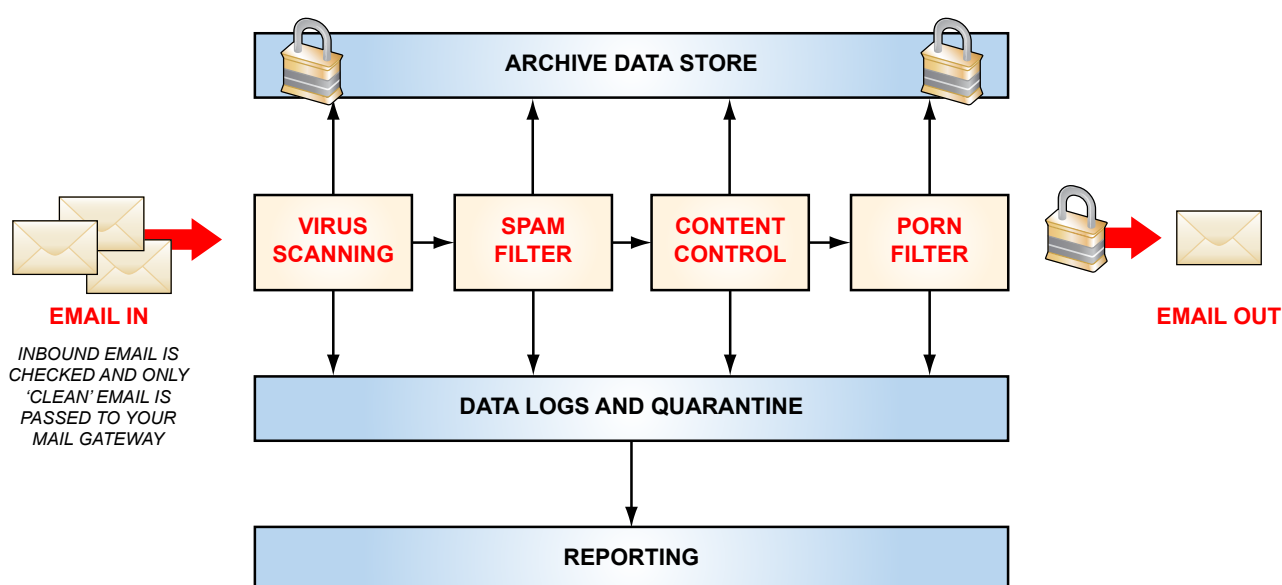 ARCHIVE DATA STORE
VIRUS
SCANNING
SPAM
FILTER
CONTENT
CONTROL
PORN
FILTER
EMAIL IN
INBOUND EMAIL IS
CHECKED AND ONLY
‘CLEAN’ EMAIL IS
PASSED TO YOUR
MAIL GATEWAY
EMAIL OUT
DATA LOGS AND QUARANTINE
REPORTING